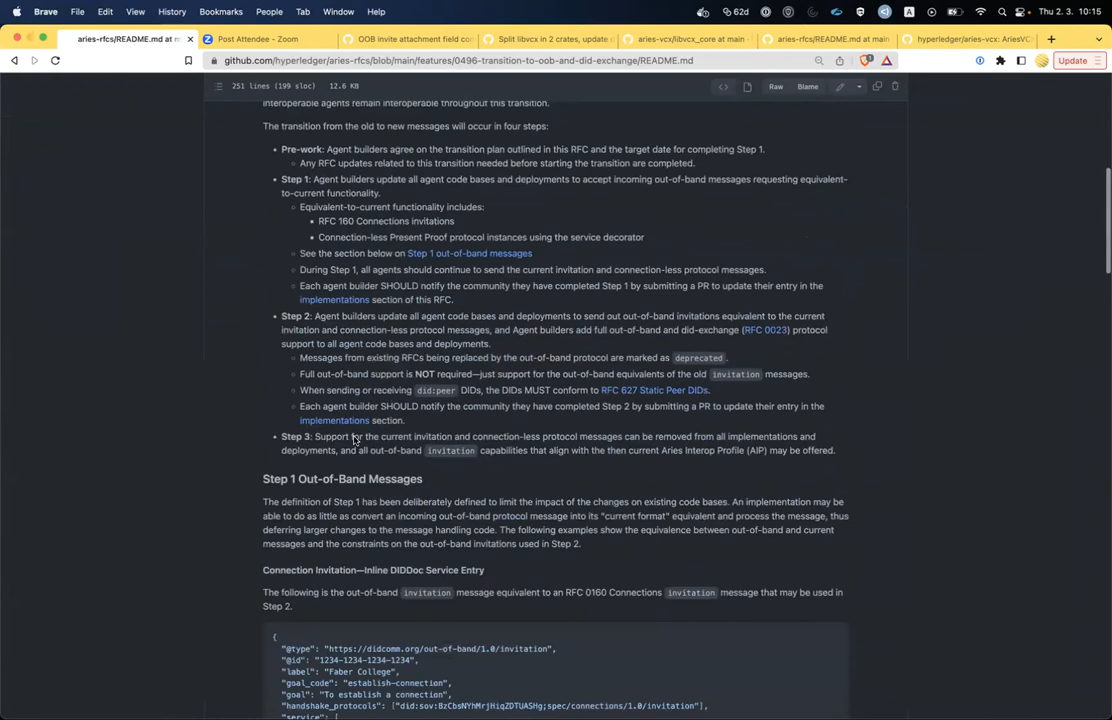 Brave File Edit View History Bookmarks People Tab Window Help 62d A Thu 2. 3. 10:15
aries-rfcs/README.md at m Post Attendee - Zoom OOB invite attachment field con Split libvcx in 2 crates, update aries-vcx/libvcx_core at main · aries-rfcs/README.md at main hyperledger/aries-vcx: AriesVC
github.com/hyperledger/aries-rfcs/blob/main/features/0496-transition-to-oob-and-did-exchange/README.md Update
251 lines (199 sloc) 12.6 KB Raw Blame
interoperable agents remain interoperable throughout this transition.
The transition from the old to new messages will occur in four steps:
Pre-work: Agent builders agree on the transition plan outlined in this RFC and the target date for completing Step 1.
Any RFC updates related to this transition needed before starting the transition are completed.
Step 1: Agent builders update all agent code bases and deployments to accept incoming out-of-band messages requesting equivalent-
to-current functionality.
Equivalent-to-current functionality includes:
RFC 160 Connections invitations
Connection-less Present Proof protocol instances using the service decorator
See the section below on Step 1 out-of-band messages
During Step 1, all agents should continue to send the current invitation and connection-less protocol messages.
Each agent builder SHOULD notify the community they have completed Step 1 by submitting a PR to update their entry in the
implementations section of this RFC.
Step 2: Agent builders update all agent code bases and deployments to send out out-of-band invitations equivalent to the current
invitation and connection-less protocol messages, and Agent builders add full out-of-band and did-exchange (RFC 0023) protocol
support to all agent code bases and deployments.
Messages from existing RFCs being replaced by the out-of-band protocol are marked as deprecated.
Full out-of-band support is NOT required—just support for the out-of-band equivalents of the old invitation messages.
When sending or receiving did:peer DIDs, the DIDs MUST conform to RFC 627 Static Peer DIDs.
Each agent builder SHOULD notify the community they have completed Step 2 by submitting a PR to update their entry in the
implementations section.
Step 3: Support for the current invitation and connection-less protocol messages can be removed from all implementations and
deployments, and all out-of-band invitation capabilities that align with the then current Aries Interop Profile (AIP) may be offered.
Step 1 Out-of-Band Messages
The definition of Step 1 has been deliberately defined to limit the impact of the changes on existing code bases. An implementation may be
able to do as little as convert an incoming out-of-band protocol message into its "current format" equivalent and process the message, thus
deferring larger changes to the message handling code. The following examples show the equivalence between out-of-band and current
messages and the constraints on the out-of-band invitations used in Step 2.
Connection Invitation—Inline DIDDoc Service Entry
The following is the out-of-band invitation message equivalent to an RFC 0160 Connections invitation message that may be used in
Step 2.
{
"@type": "https://didcomm.org/out-of-band/1.0/invitation",
"@id": "1234-1234-1234-1234",
"label": "Faber College",
"goal_code": "establish-connection",
"goal": "To establish a connection",
"handshake_protocols": ["did:sov:BzCbsNYhMrjHiqZDTUASHg;spec/connections/1.0/invitation"],
"service": [